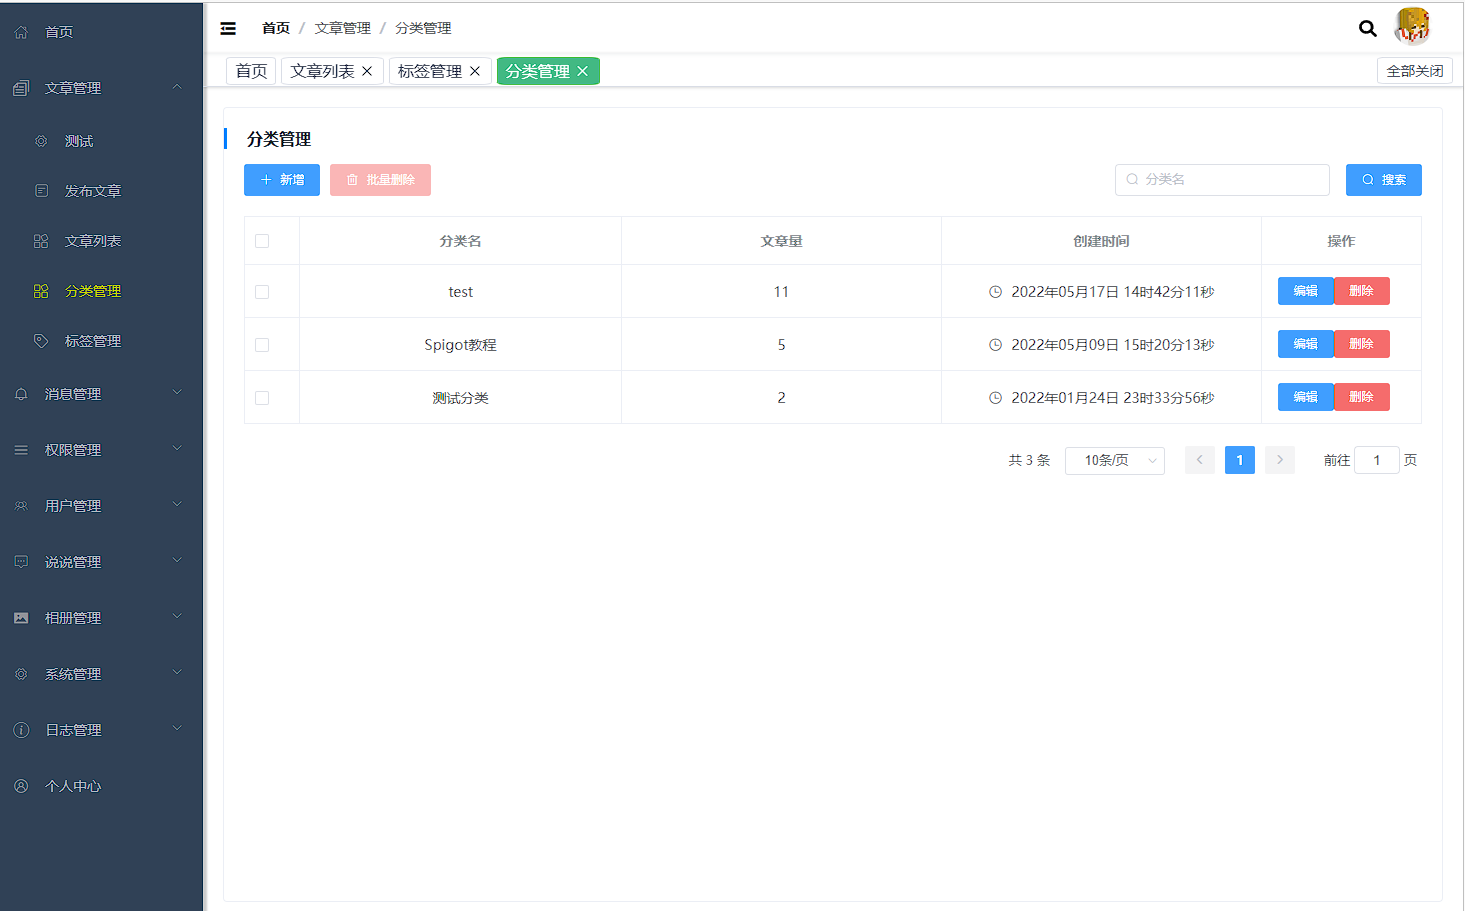 首页
文章管理
测试
发布文章
文章列表
分类管理
标签管理
消息管理
权限管理
用户管理
说说管理
相册管理
系统管理
日志管理
个人中心
首页 / 文章管理 / 分类管理
首页 文章列表 标签管理 分类管理 全部关闭
分类管理
新增 批量删除 分类名 搜索
分类名 文章量 创建时间 操作
test 11 2022年05月17日 14时42分11秒 编辑 删除
Spigot教程 5 2022年05月09日 15时20分13秒 编辑 删除
测试分类 2 2022年01月24日 23时33分56秒 编辑 删除
共 3 条 10条/页 1 前往 1 页